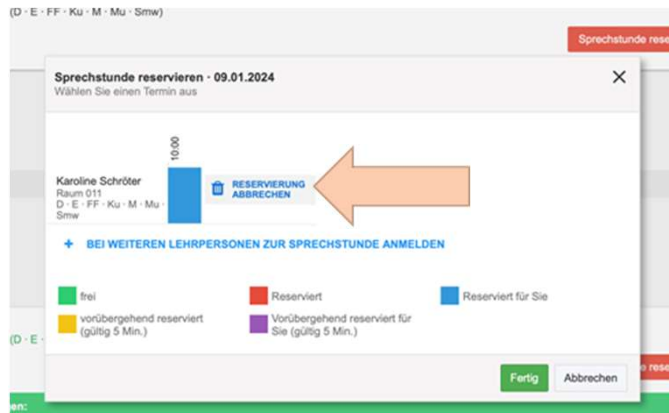 (D · E · FF · Ku · M · Mu · Smw)
Sprechstunde rese
Sprechstunde reservieren · 09.01.2024
Wählen Sie einen Termin aus
10:00
Karoline Schröter
Raum 011
D · E · FF · Ku · M · Mu ·
Smw
RESERVIERUNG
ABBRECHEN
+ BEI WEITEREN LEHRPERSONEN ZUR SPRECHSTUNDE ANMELDEN
frei
Reserviert
Reserviert für Sie
vorübergehend reserviert
(gültig 5 Min.)
Vorübergehend reserviert für
Sie (gültig 5 Min.)
(D · E ·
Fertig
Abbrechen
e rese
en: